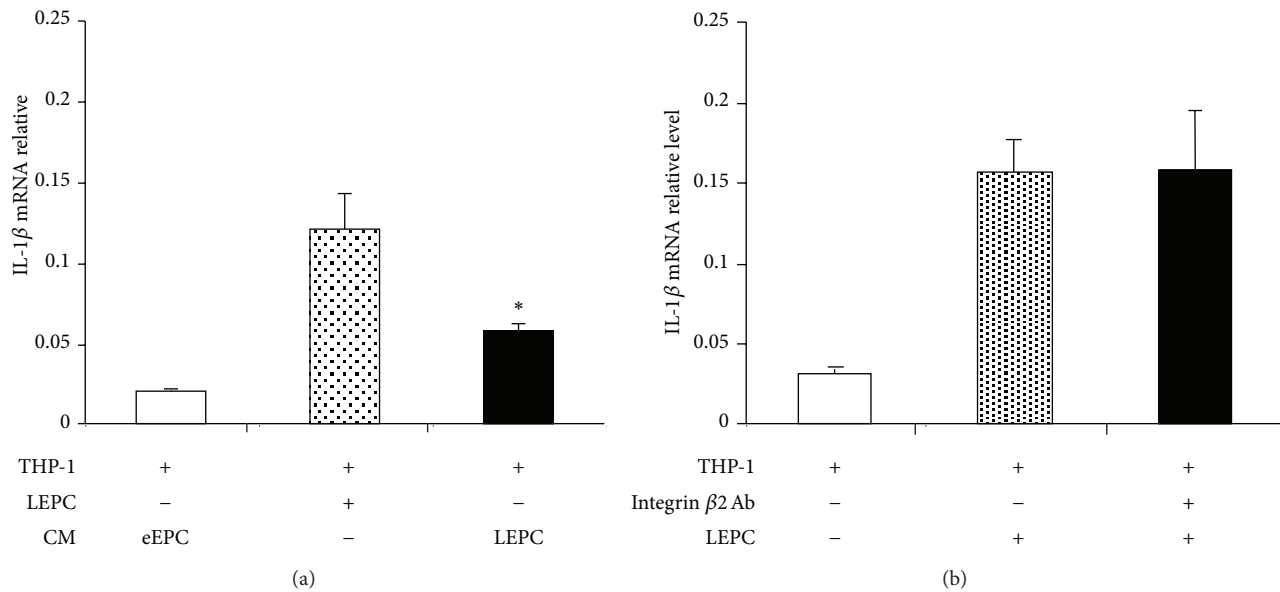 0.25
0.2
0.15
0.1
0.05
0
IL-1β mRNA relative
*
THP-1 + + +
LEPC − + −
CM eEPC − LEPC
(a)
0.25
0.2
0.15
0.1
0.05
0
IL-1β mRNA relative level
THP-1 + + +
Integrin β2 Ab − − +
LEPC − + +
(b)